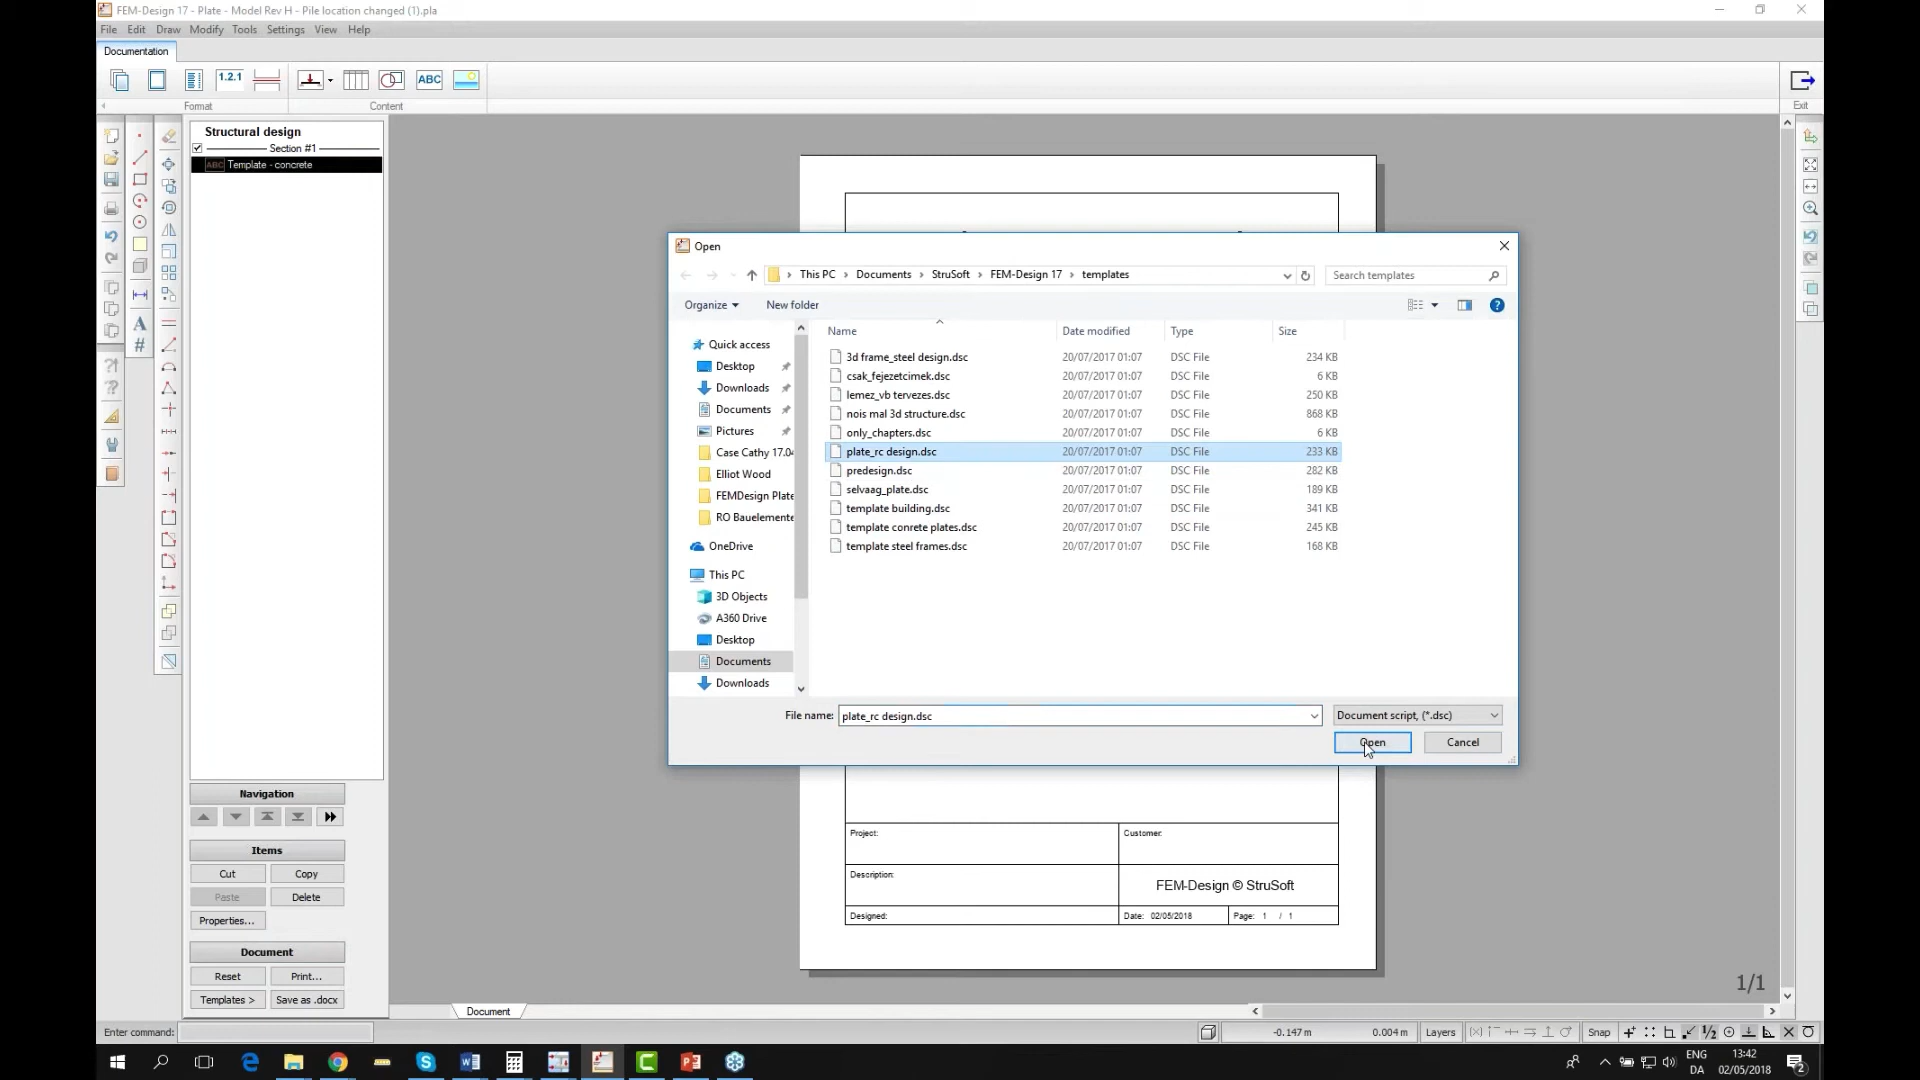 FEM-Design 17 - Plate - Model Rev H - Pile location changed (1).pla
File Edit Draw Modify Tools Settings View Help
Documentation
1.2.1
ABC
Format
Content
Exit
Structural design
Section #1
ABC Template - concrete
Open
This PC > Documents > StruSoft > FEM-Design 17 > templates
Search templates
Organize
New folder
Name Date modified Type Size
3d frame_steel design.dsc 20/07/2017 01:07 DSC File 234 KB
csak_fejezetcimek.dsc 20/07/2017 01:07 DSC File 6 KB
lemez_vb tervezes.dsc 20/07/2017 01:07 DSC File 250 KB
nois mal 3d structure.dsc 20/07/2017 01:07 DSC File 868 KB
only_chapters.dsc 20/07/2017 01:07 DSC File 6 KB
plate_rc design.dsc 20/07/2017 01:07 DSC File 233 KB
predesign.dsc 20/07/2017 01:07 DSC File 282 KB
selvaag_plate.dsc 20/07/2017 01:07 DSC File 189 KB
template building.dsc 20/07/2017 01:07 DSC File 341 KB
template conrete plates.dsc 20/07/2017 01:07 DSC File 245 KB
template steel frames.dsc 20/07/2017 01:07 DSC File 168 KB
Quick access
Desktop
Downloads
Documents
Pictures
Case Cathy 17.04
Elliot Wood
FEMDesign Plate
RO Bauelemente
OneDrive
This PC
3D Objects
A360 Drive
Desktop
Documents
Downloads
File name: plate_rc design.dsc
Document script, (*.dsc)
Open
Cancel
Navigation
Items
Cut
Copy
Paste
Delete
Properties...
Document
Reset
Print...
Templates >
Save as .docx
Project:
Customer:
Description:
FEM-Design © StruSoft
Designed:
Date: 02/05/2018
Page: 1 / 1
1/1
Document
Enter command:
-0.147 m
0.004 m
Layers
Snap
1/2
ENG
DA
13:42
02/05/2018
2